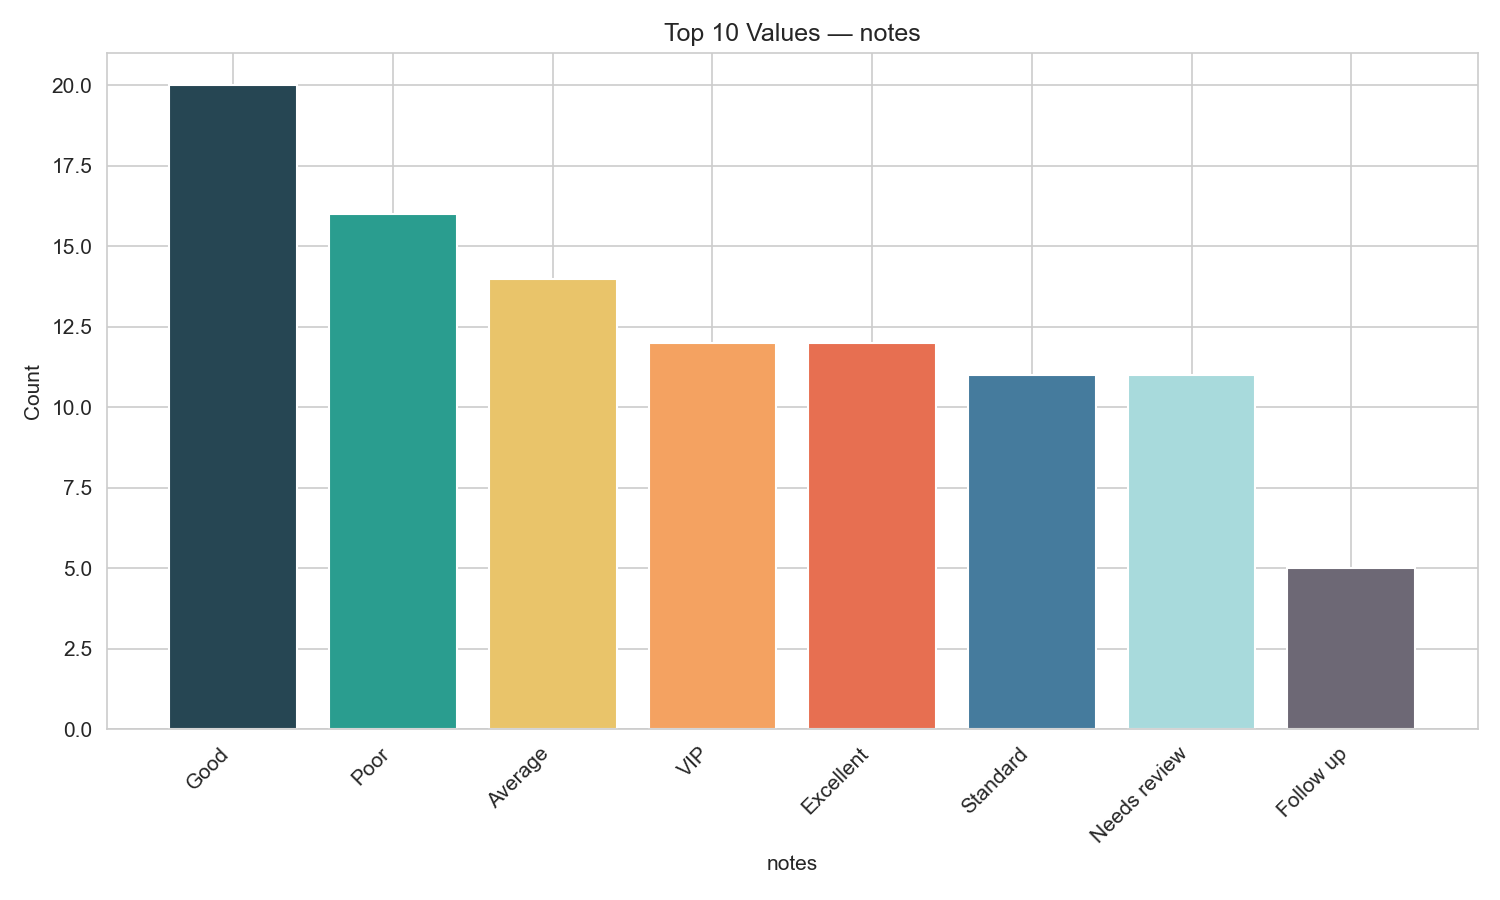 Top 10 Values — notes
Count
20.0
17.5
15.0
12.5
10.0
7.5
5.0
2.5
0.0
Good
Poor
Average
VIP
Excellent
Standard
Needs review
Follow up
notes